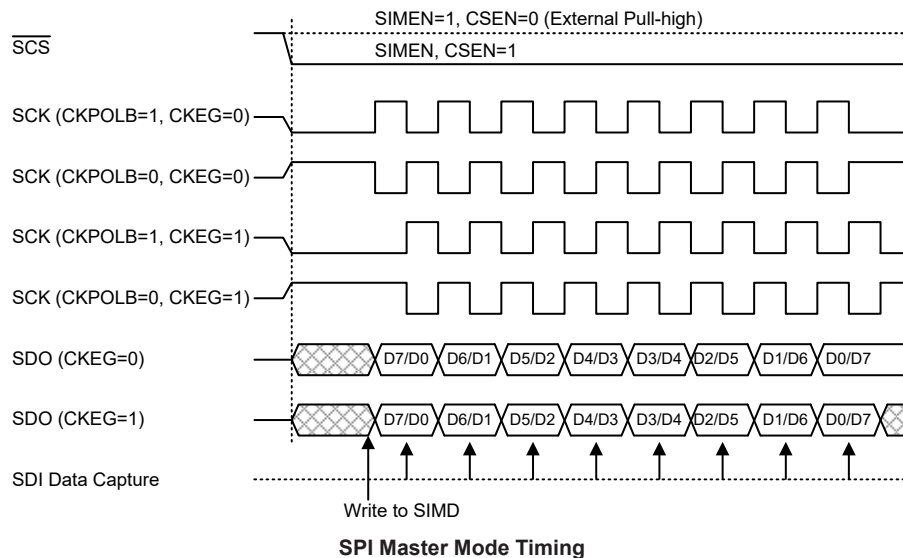 SIMEN=1, CSEN=0 (External Pull-high)
SCS
SIMEN, CSEN=1
SCK (CKPOLB=1, CKEG=0)
SCK (CKPOLB=0, CKEG=0)
SCK (CKPOLB=1, CKEG=1)
SCK (CKPOLB=0, CKEG=1)
SDO (CKEG=0) D7/D0 D6/D1 D5/D2 D4/D3 D3/D4 D2/D5 D1/D6 D0/D7
SDO (CKEG=1) D7/D0 D6/D1 D5/D2 D4/D3 D3/D4 D2/D5 D1/D6 D0/D7
SDI Data Capture
Write to SIMD
SPI Master Mode Timing